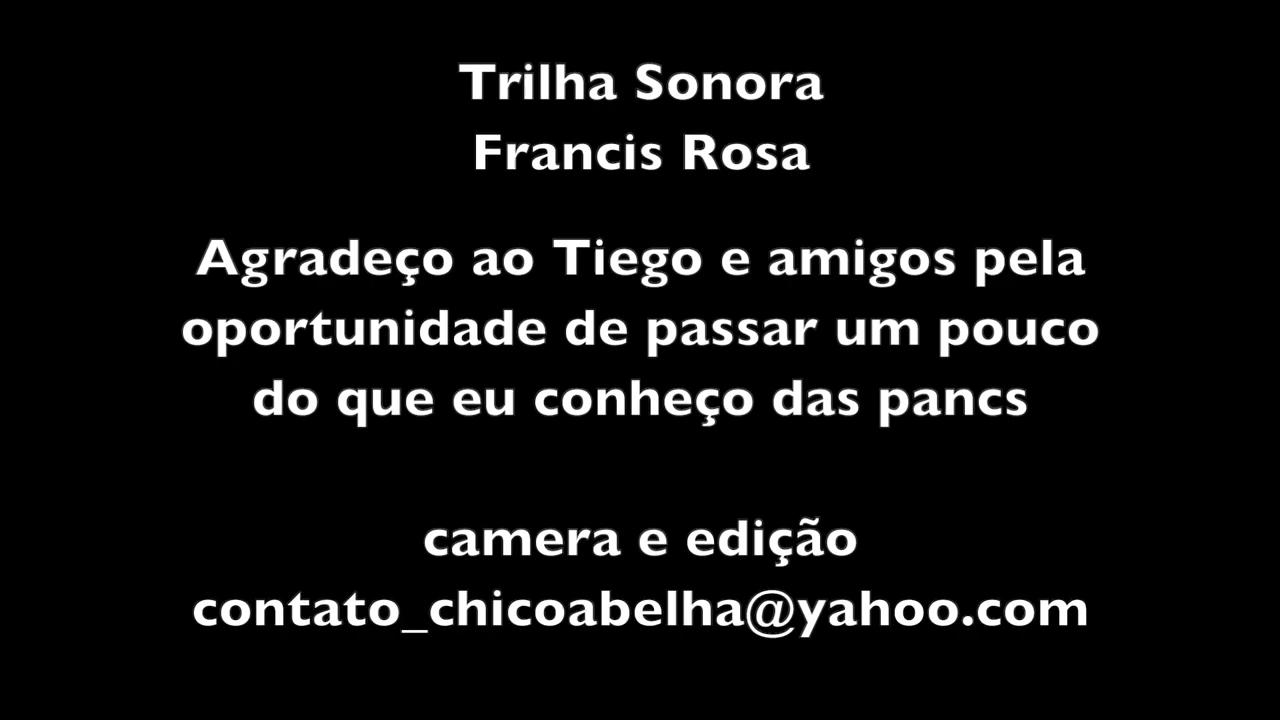 Trilha Sonora
Francis Rosa
Agradeço ao Tiego e amigos pela
oportunidade de passar um pouco
do que eu conheço das pancs
camera e edição
contato_chicoabelha@yahoo.com